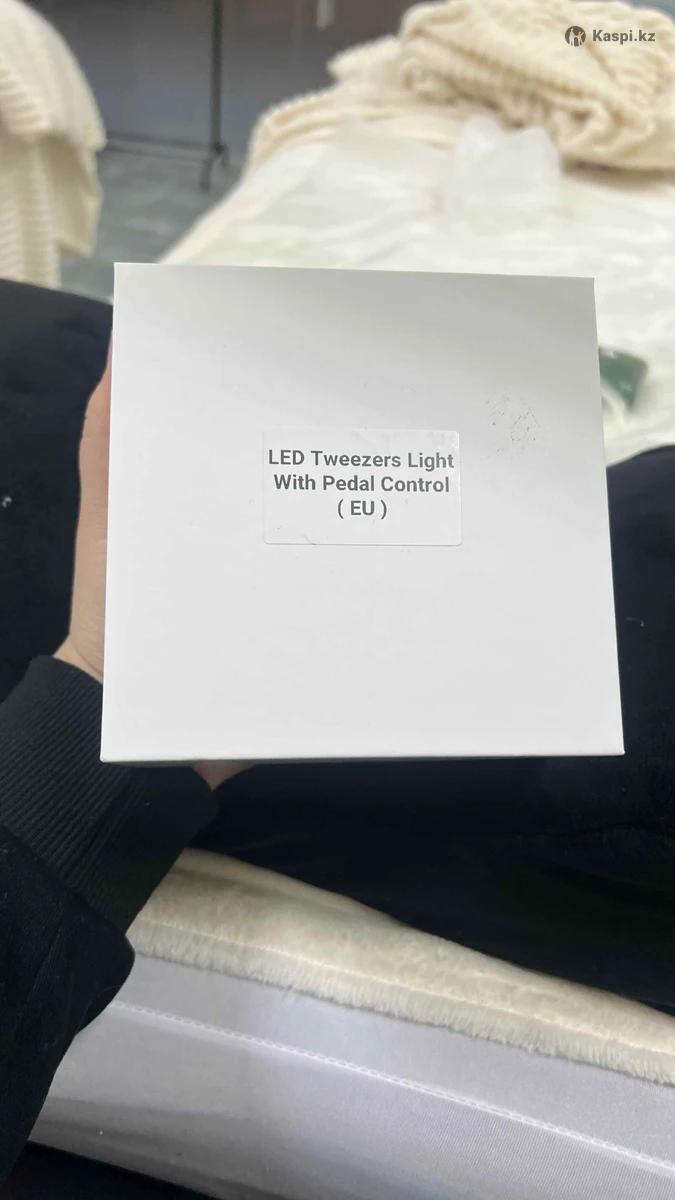 Kaspi.kz
LED Tweezers Light
With Pedal Control
( EU )